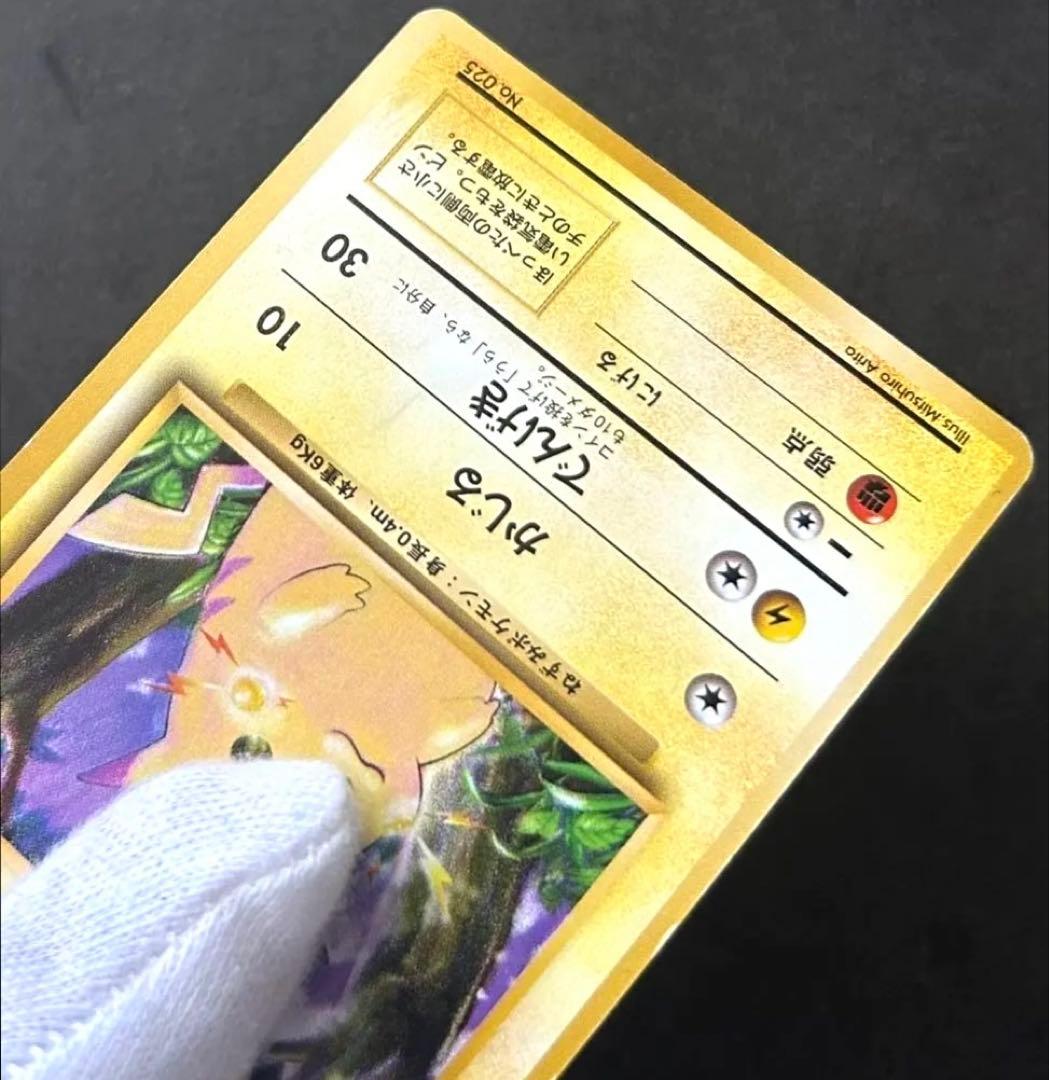 ねずみポケモン：身長0.4m、体重6Kg
かじる 10
でんげき 30
コインを投げて「うら」なら、自分に
も10ダメージ。
弱点
にげる
ほっぺたの両側に小さ
い電気袋をもつ。ピン
チのときに放電する。
Illus.Mitsuhiro Arita
No.025